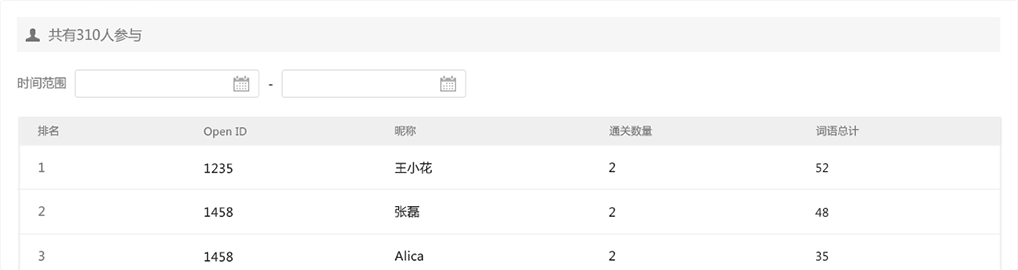 共有310人参与
时间范围 -
排名 Open ID 昵称 通关数量 词语总计
1 1235 王小花 2 52
2 1458 张磊 2 48
3 1458 Alica 2 35